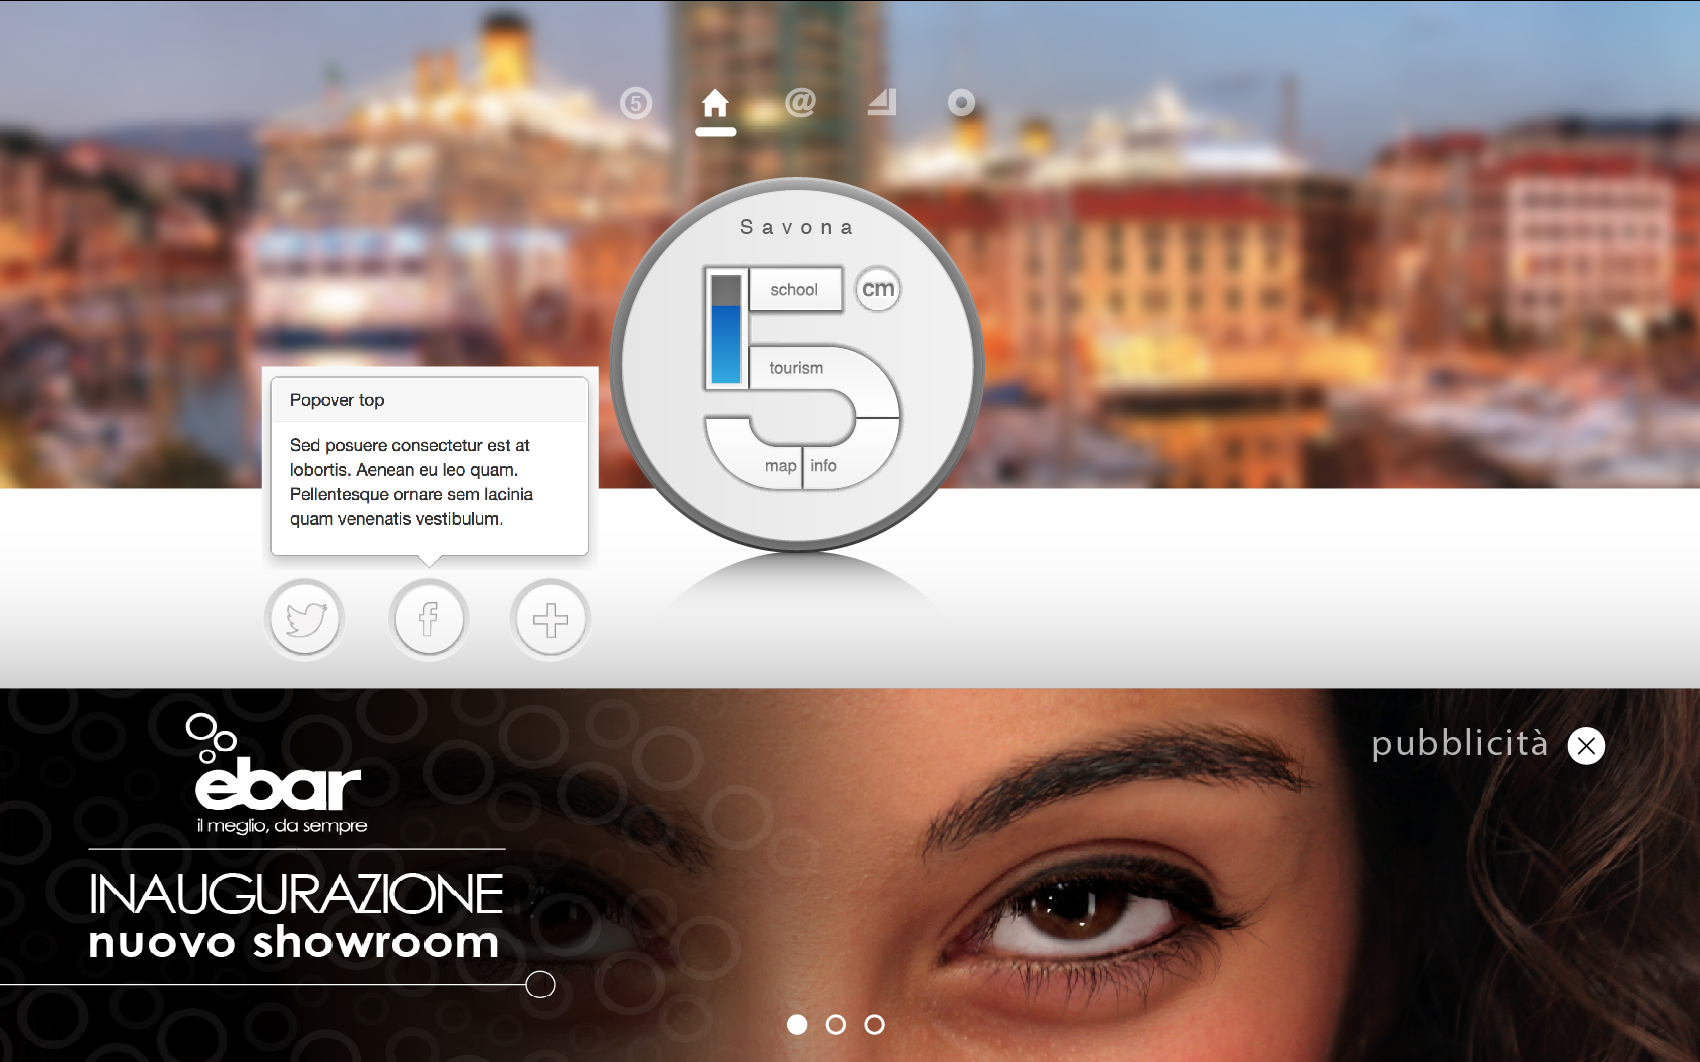 5
@
Savona
school
cm
tourism
map
info
Popover top
Sed posuere consectetur est at
lobortis. Aenean eu leo quam.
Pellentesque ornare sem lacinia
quam venenatis vestibulum.
f
pubblicità
ebar
il meglio, da sempre
INAUGURAZIONE
nuovo showroom